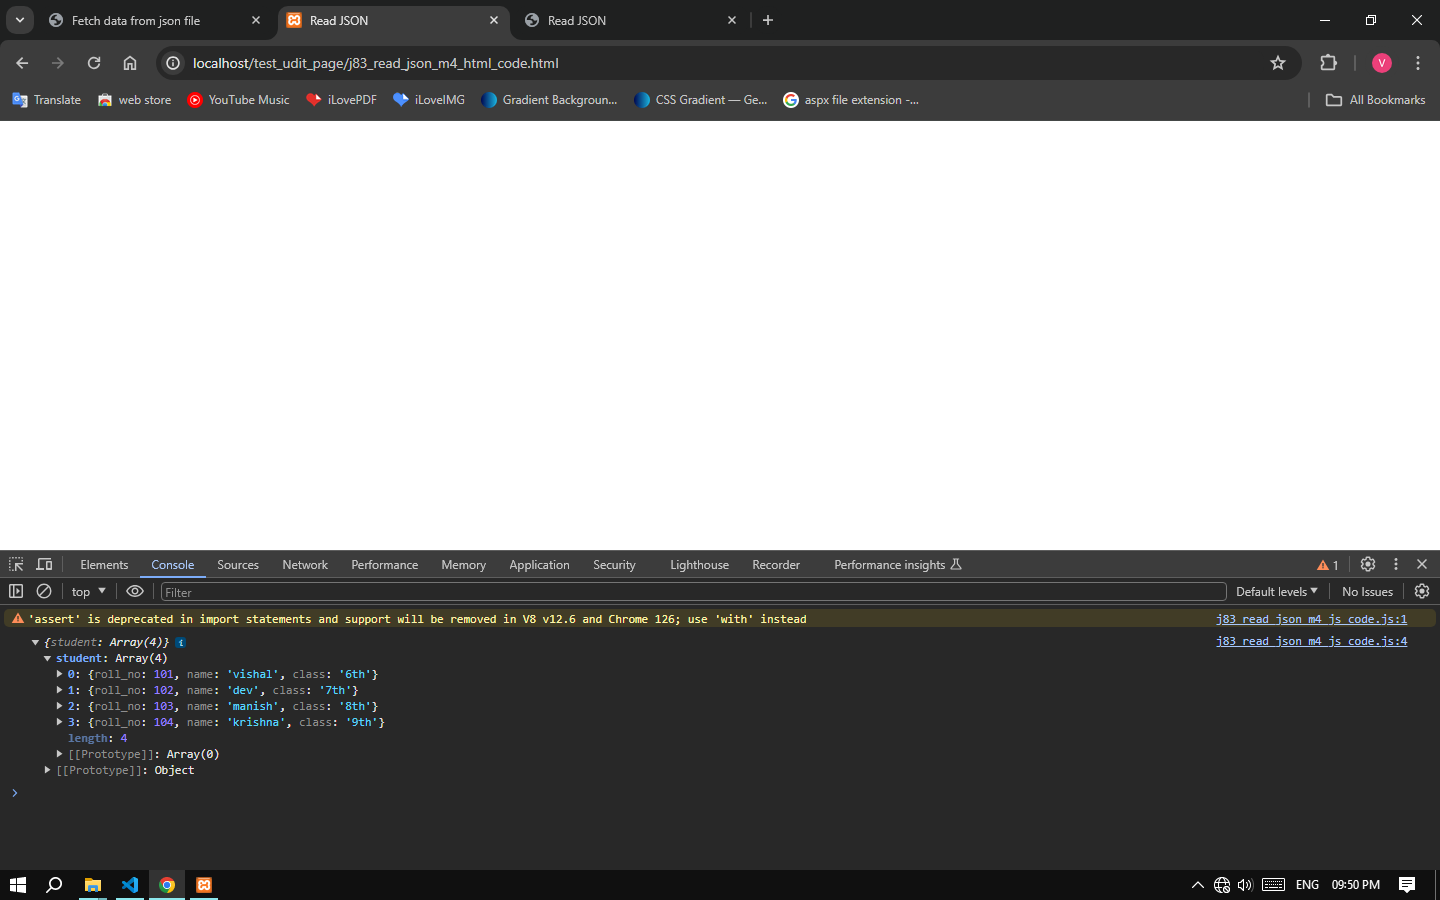 Fetch data from json file
Read JSON
Read JSON
localhost/test_udit_page/j83_read_json_m4_html_code.html
V
Translate
web store
YouTube Music
iLovePDF
iLoveIMG
Gradient Backgroun...
CSS Gradient — Ge...
aspx file extension -...
All Bookmarks
Elements Console Sources Network Performance Memory Application Security Lighthouse Recorder Performance insights 1
top Filter Default levels No Issues
'assert' is deprecated in import statements and support will be removed in V8 v12.6 and Chrome 126; use 'with' instead j83_read_json_m4_js_code.js:1
{student: Array(4)} i j83_read_json_m4_js_code.js:4
student: Array(4)
0: {roll_no: 101, name: 'vishal', class: '6th'}
1: {roll_no: 102, name: 'dev', class: '7th'}
2: {roll_no: 103, name: 'manish', class: '8th'}
3: {roll_no: 104, name: 'krishna', class: '9th'}
length: 4
[[Prototype]]: Array(0)
[[Prototype]]: Object
ENG 09:50 PM